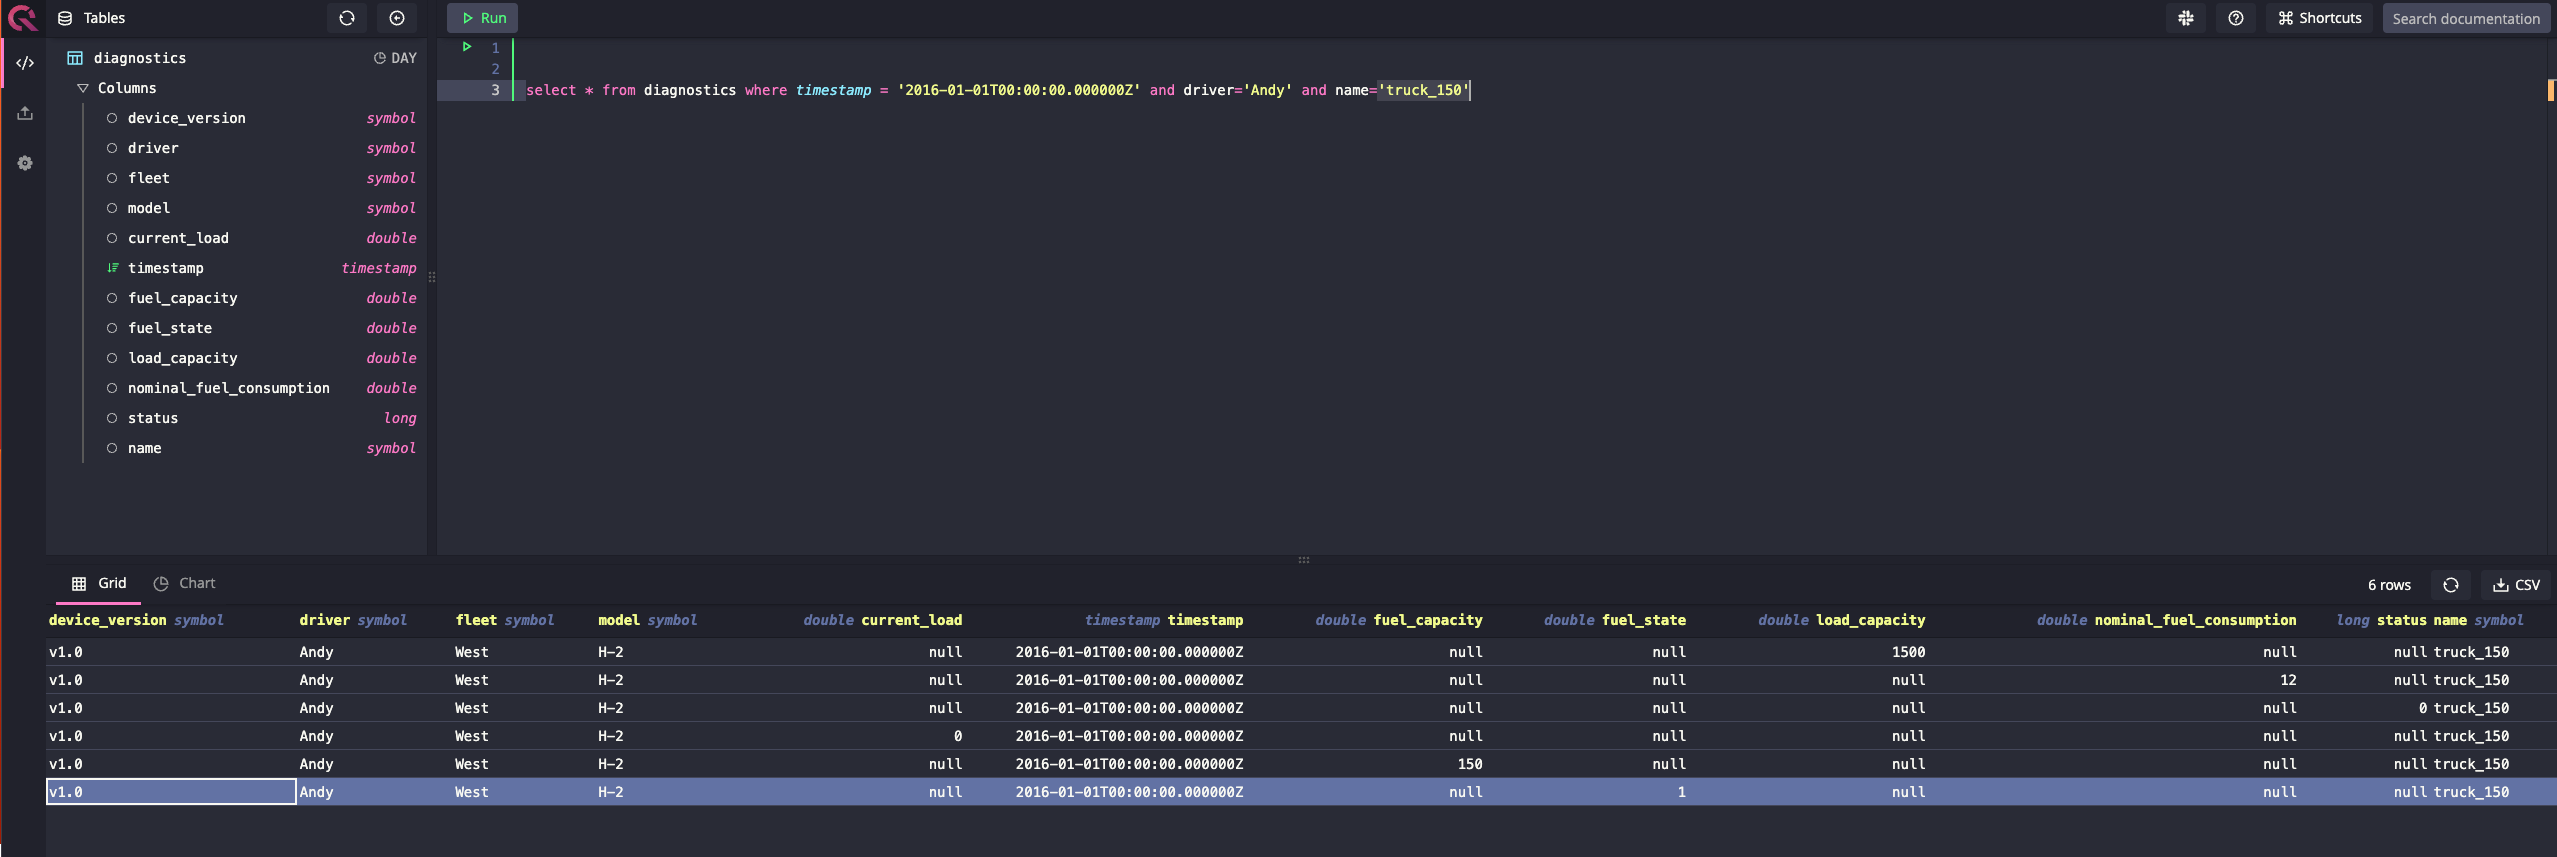 Tables
Run
Shortcuts
Search documentation
diagnostics DAY
Columns
device_version symbol
driver symbol
fleet symbol
model symbol
current_load double
timestamp timestamp
fuel_capacity double
fuel_state double
load_capacity double
nominal_fuel_consumption double
status long
name symbol
1
2
3 select * from diagnostics where timestamp = '2016-01-01T00:00:00.000000Z' and driver='Andy' and name='truck_150'
Grid Chart 6 rows CSV
device_version symbol driver symbol fleet symbol model symbol double current_load timestamp timestamp double fuel_capacity double fuel_state double load_capacity double nominal_fuel_consumption long status name symbol
v1.0 Andy West H-2 null 2016-01-01T00:00:00.000000Z null null 1500 null null truck_150
v1.0 Andy West H-2 null 2016-01-01T00:00:00.000000Z null null null 12 null truck_150
v1.0 Andy West H-2 null 2016-01-01T00:00:00.000000Z null null null null 0 truck_150
v1.0 Andy West H-2 0 2016-01-01T00:00:00.000000Z null null null null null truck_150
v1.0 Andy West H-2 null 2016-01-01T00:00:00.000000Z 150 null null null null truck_150
v1.0 Andy West H-2 null 2016-01-01T00:00:00.000000Z null 1 null null null truck_150